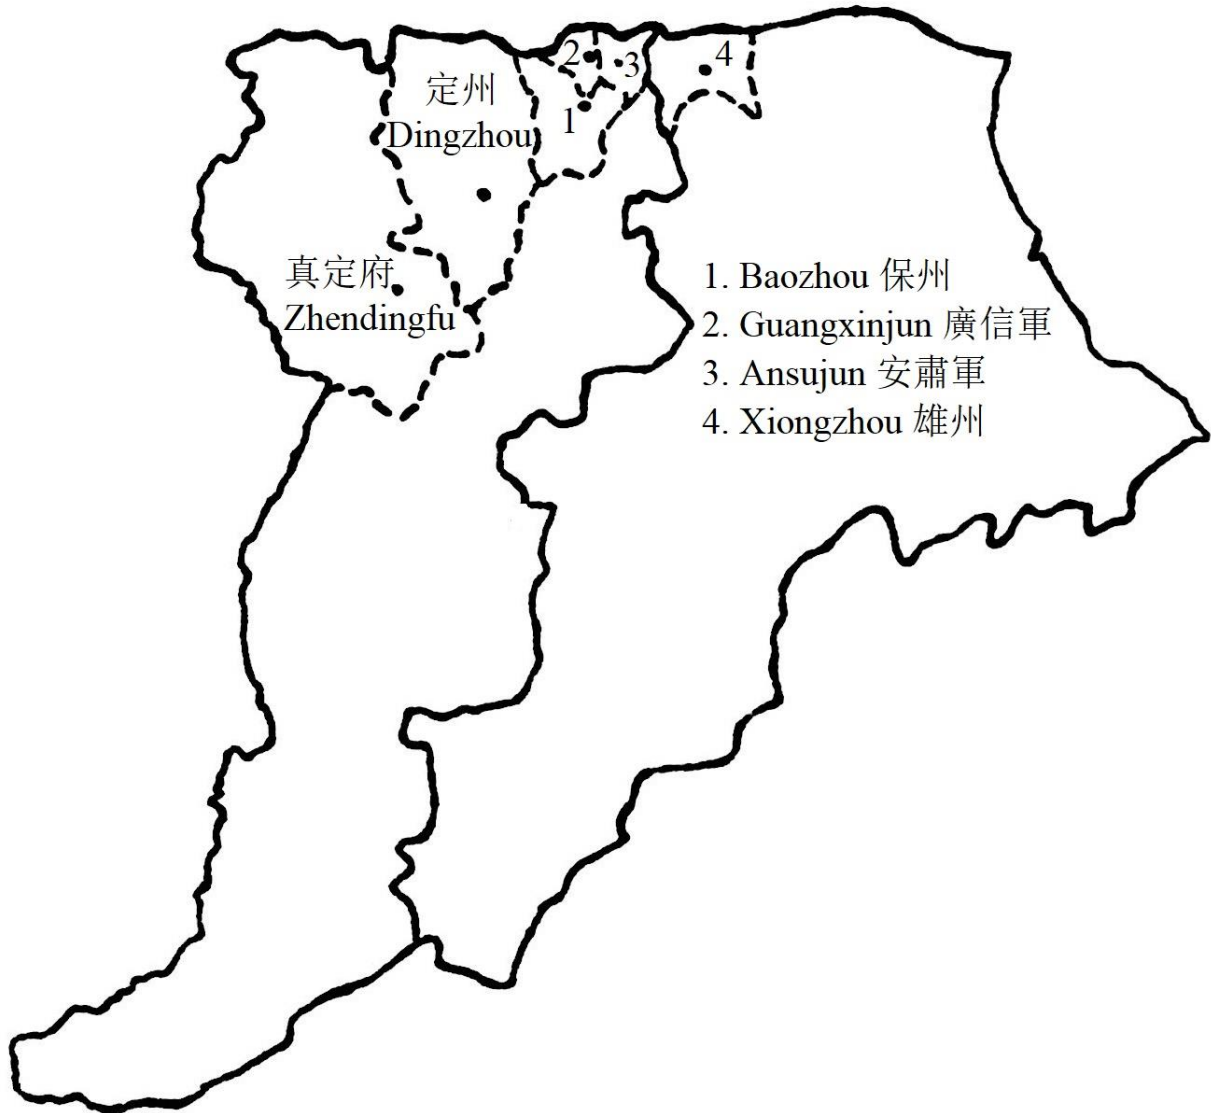 2
3
4
1
定州
Dingzhou
真定府
Zhendingfu
1. Baozhou 保州
2. Guangxinjun 廣信軍
3. Ansujun 安肅軍
4. Xiongzhou 雄州